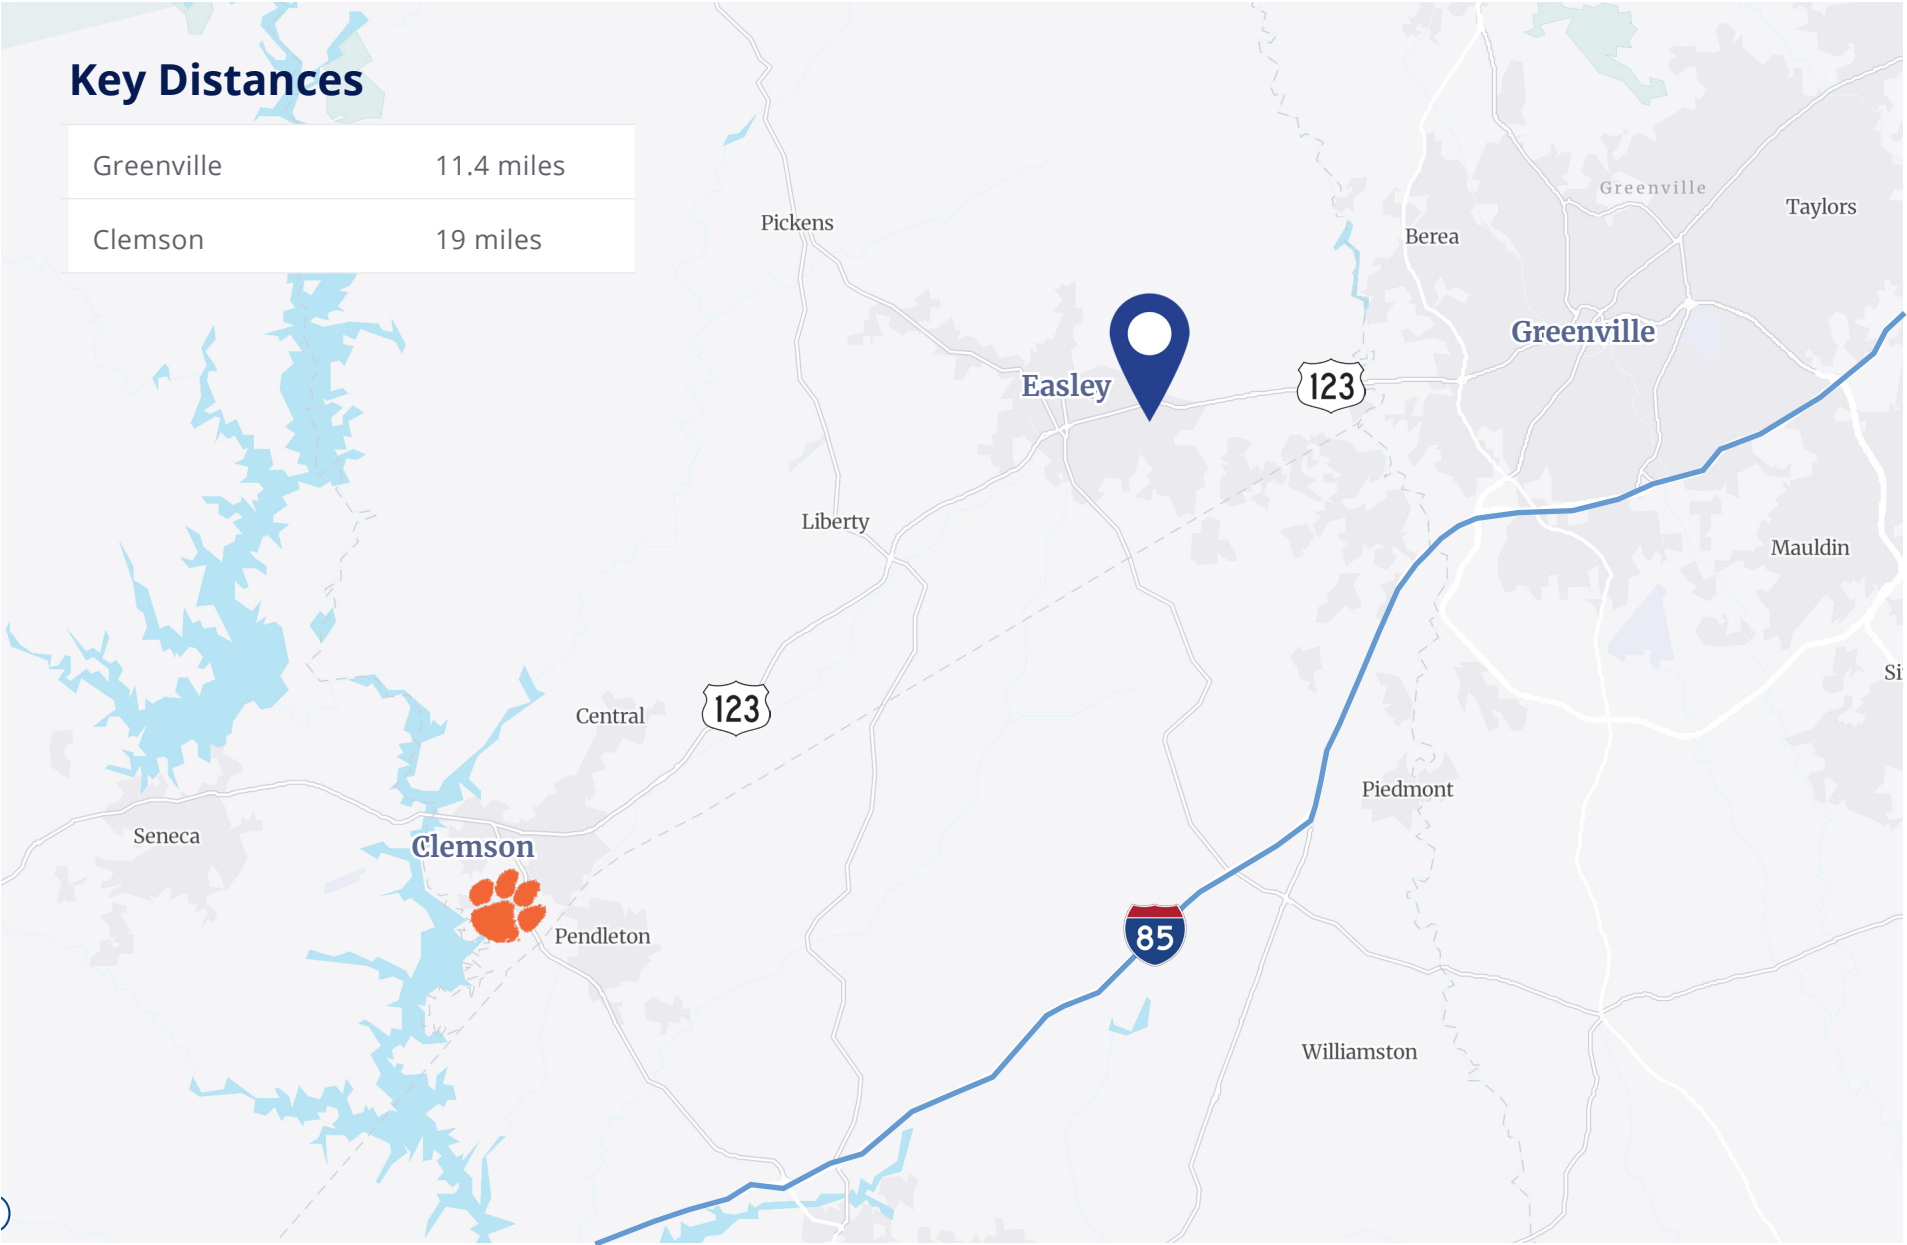 Key Distances
Greenville 11.4 miles
Clemson 19 miles
Greenville
Taylors
Pickens
Berea
Greenville
Easley
123
Liberty
Mauldin
Si
Central
123
Piedmont
Seneca
Clemson
Pendleton
85
Williamston